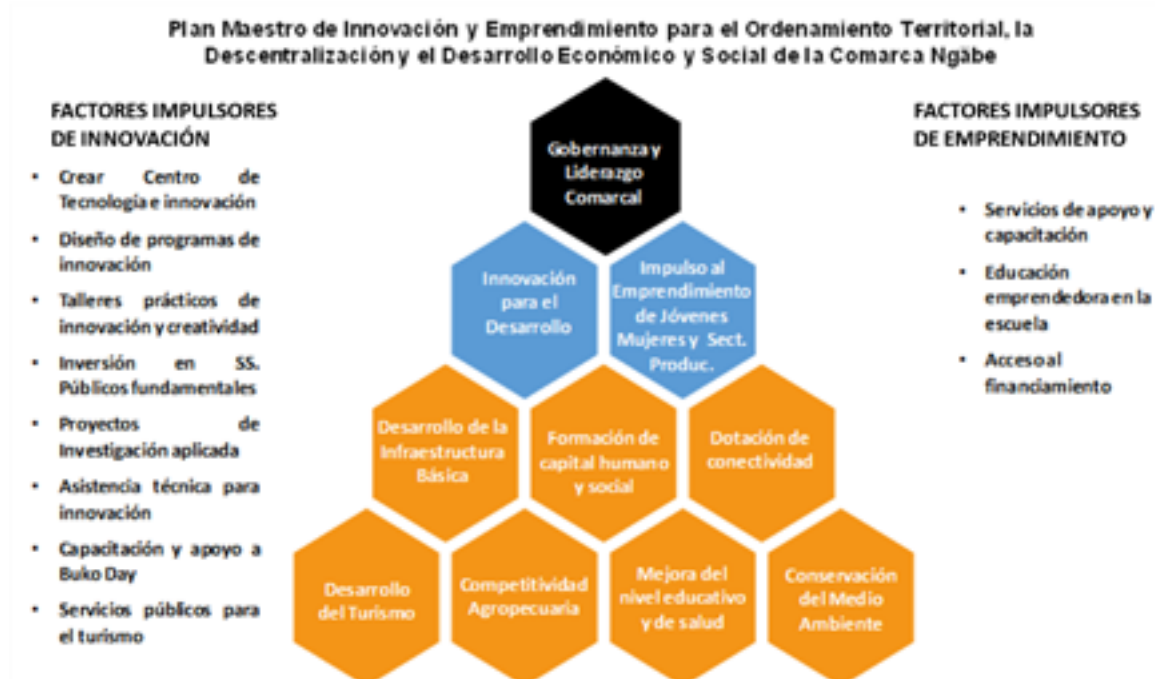 Plan Maestro de Innovación y Emprendimiento para el Ordenamiento Territorial, la
Descentralización y el Desarrollo Económico y Social de la Comarca Ngäbe
FACTORES IMPULSORES
DE INNOVACIÓN
• Crear Centro de
Tecnología e innovación
• Diseño de programas de
innovación
• Talleres prácticos de
innovación y creatividad
• Inversión en SS.
Públicos fundamentales
• Proyectos de
Investigación aplicada
• Asistencia técnica para
innovación
• Capacitación y apoyo a
Buko Day
• Servicios públicos para
el turismo
Gobernanza y
Liderazgo
Comarcal
Innovación
para el
Desarrollo
Impulso al
Emprendimiento
de Jóvenes
Mujeres y Sect.
Produc.
Desarrollo de la
Infraestructura
Básica
Formación de
capital humano
y social
Dotación de
conectividad
Desarrollo
del Turismo
Competitividad
Agropecuaria
Mejora del
nivel educativo
y de salud
Conservación
del Medio
Ambiente
FACTORES IMPULSORES
DE EMPRENDIMIENTO
• Servicios de apoyo y
capacitación
• Educación
emprendedora en la
escuela
• Acceso al
financiamiento